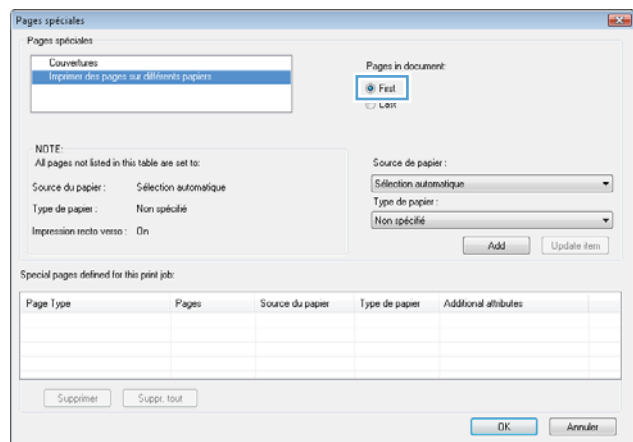 Pages spéciales
Pages spéciales
Couvertures
Imprimer des pages sur différents papiers
Pages in document:
First
Last
NOTE:
All pages not listed in this table are set to:
Source du papier : Sélection automatique
Type de papier : Non spécifié
Impression recto verso : On
Source de papier :
Sélection automatique
Type de papier :
Non spécifié
Add Update item
Special pages defined for this print job:
Page Type Pages Source du papier Type de papier Additional attributes
Supprimer Suppr. tout
OK Annuler